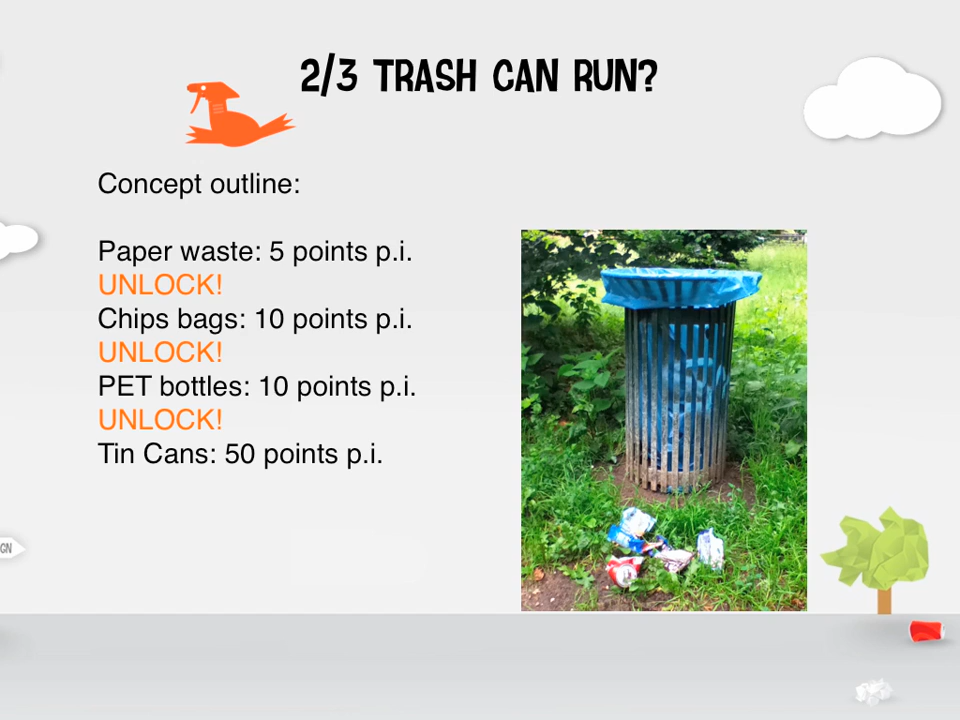 2/3 TRASH CAN RUN?
Concept outline:
Paper waste: 5 points p.i.
UNLOCK!
Chips bags: 10 points p.i.
UNLOCK!
PET bottles: 10 points p.i.
UNLOCK!
Tin Cans: 50 points p.i.
GN